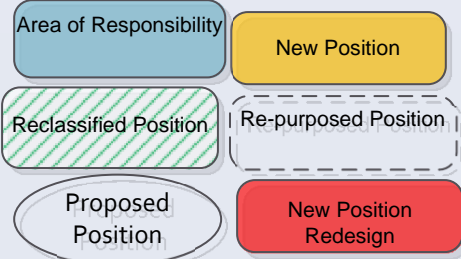 Area of Responsibility
New Position
Reclassified Position
Re-purposed Position
Proposed
Position
New Position
Redesign